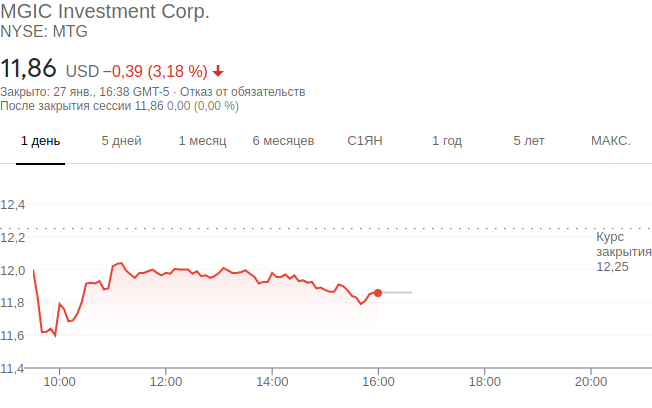 MGIC Investment Corp.
NYSE: MTG
11,86 USD −0,39 (3,18 %)
Закрыто: 27 янв., 16:38 GMT-5 · Отказ от обязательств
После закрытия сессии 11,86 0,00 (0,00 %)
1 день 5 дней 1 месяц 6 месяцев С1ЯН 1 год 5 лет МАКС.
12,4
12,2
12,0
11,8
11,6
11,4
Курс
закрытия
12,25
10:00 12:00 14:00 16:00 18:00 20:00